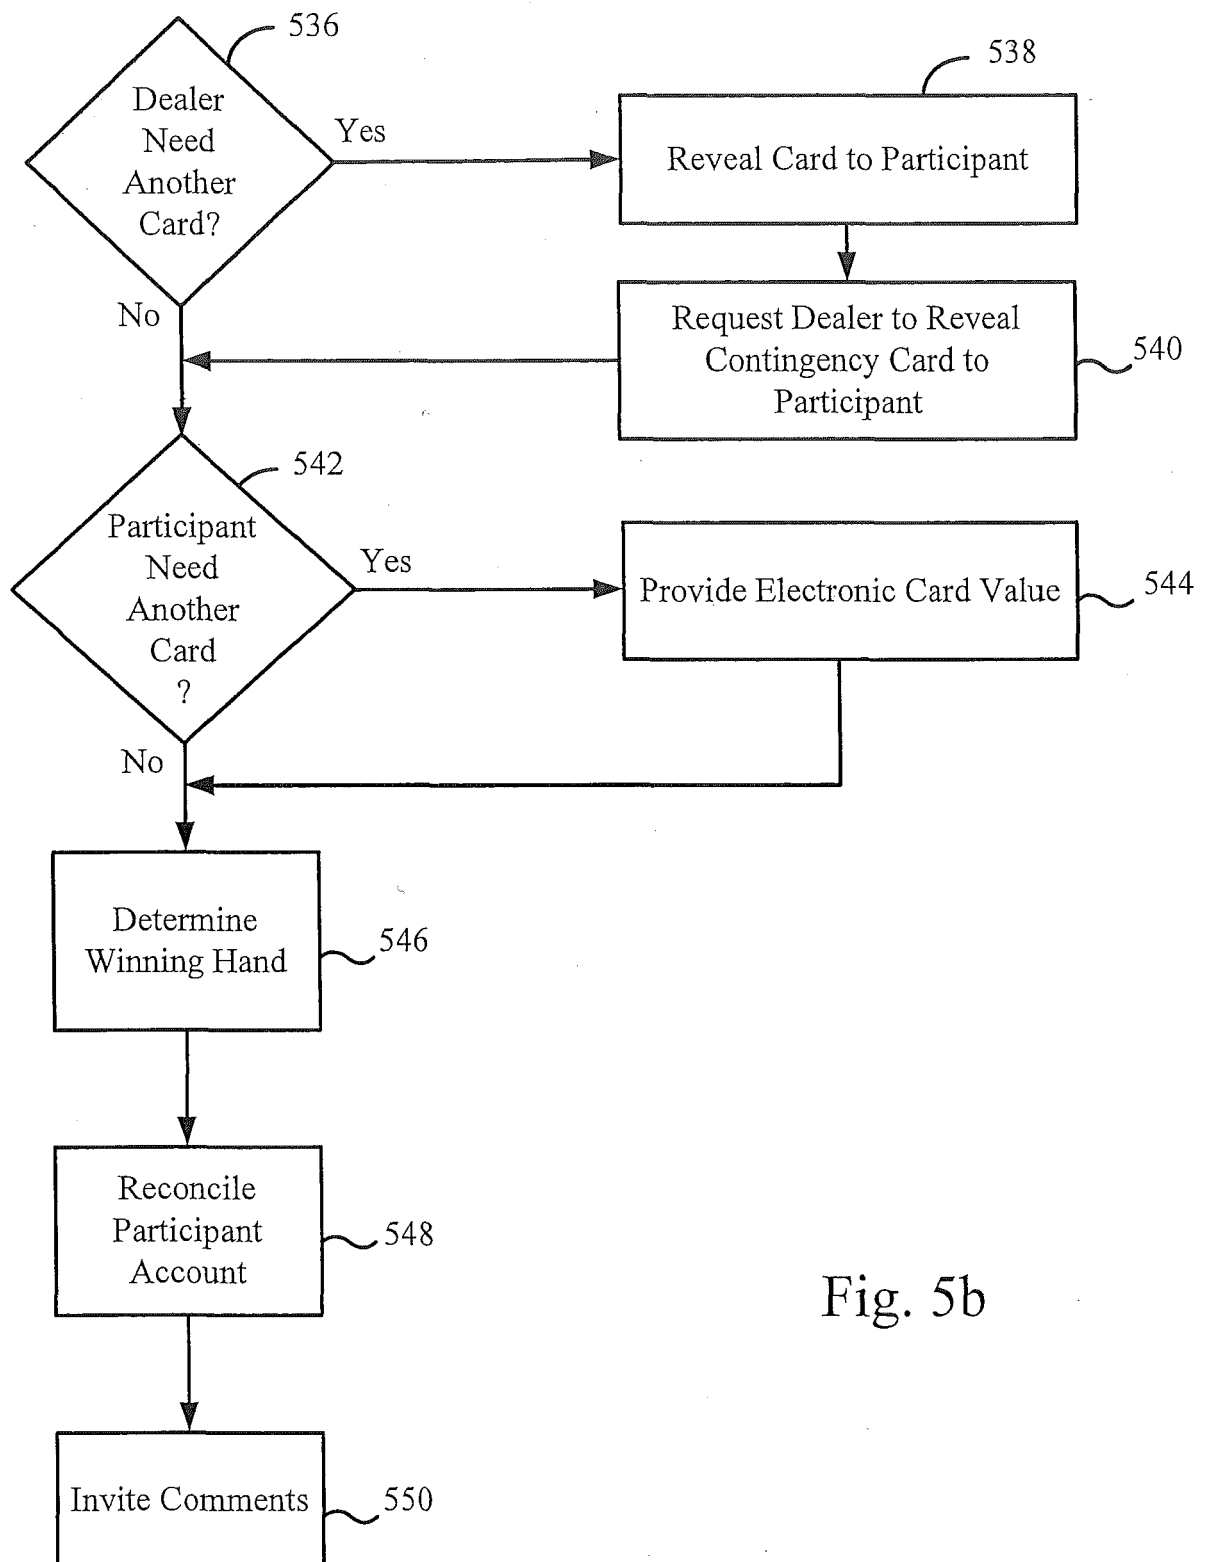 536
Dealer
Need
Another
Card?
Yes
538
Reveal Card to Participant
No
Request Dealer to Reveal
Contingency Card to
Participant
540
542
Participant
Need
Another
Card
?
Yes
Provide Electronic Card Value
544
No
Determine
Winning Hand
546
Reconcile
Participant
Account
548
Fig. 5b
Invite Comments
550